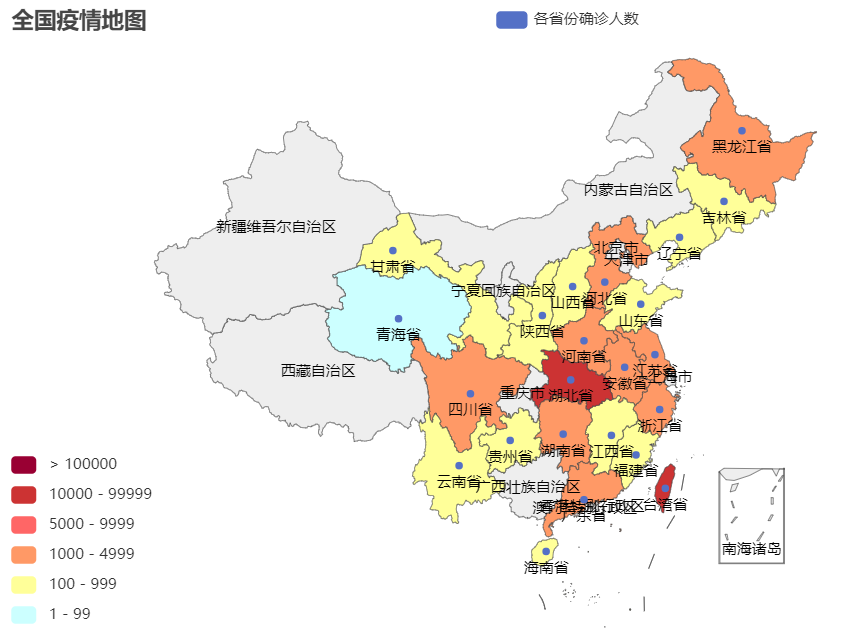 全国疫情地图
各省份确诊人数
黑龙江省
内蒙古自治区
吉林省
新疆维吾尔自治区
北京市
辽宁省
天津市
甘肃省
宁夏回族自治区
河北省
山西省
山东省
陕西省
青海省
河南省
西藏自治区
江苏省
上海市
安徽省
重庆市
湖北省
四川省
浙江省
湖南省
江西省
贵州省
福建省
云南省
广西壮族自治区
台湾省
南海诸岛
海南省
> 100000
10000 - 99999
5000 - 9999
1000 - 4999
100 - 999
1 - 99